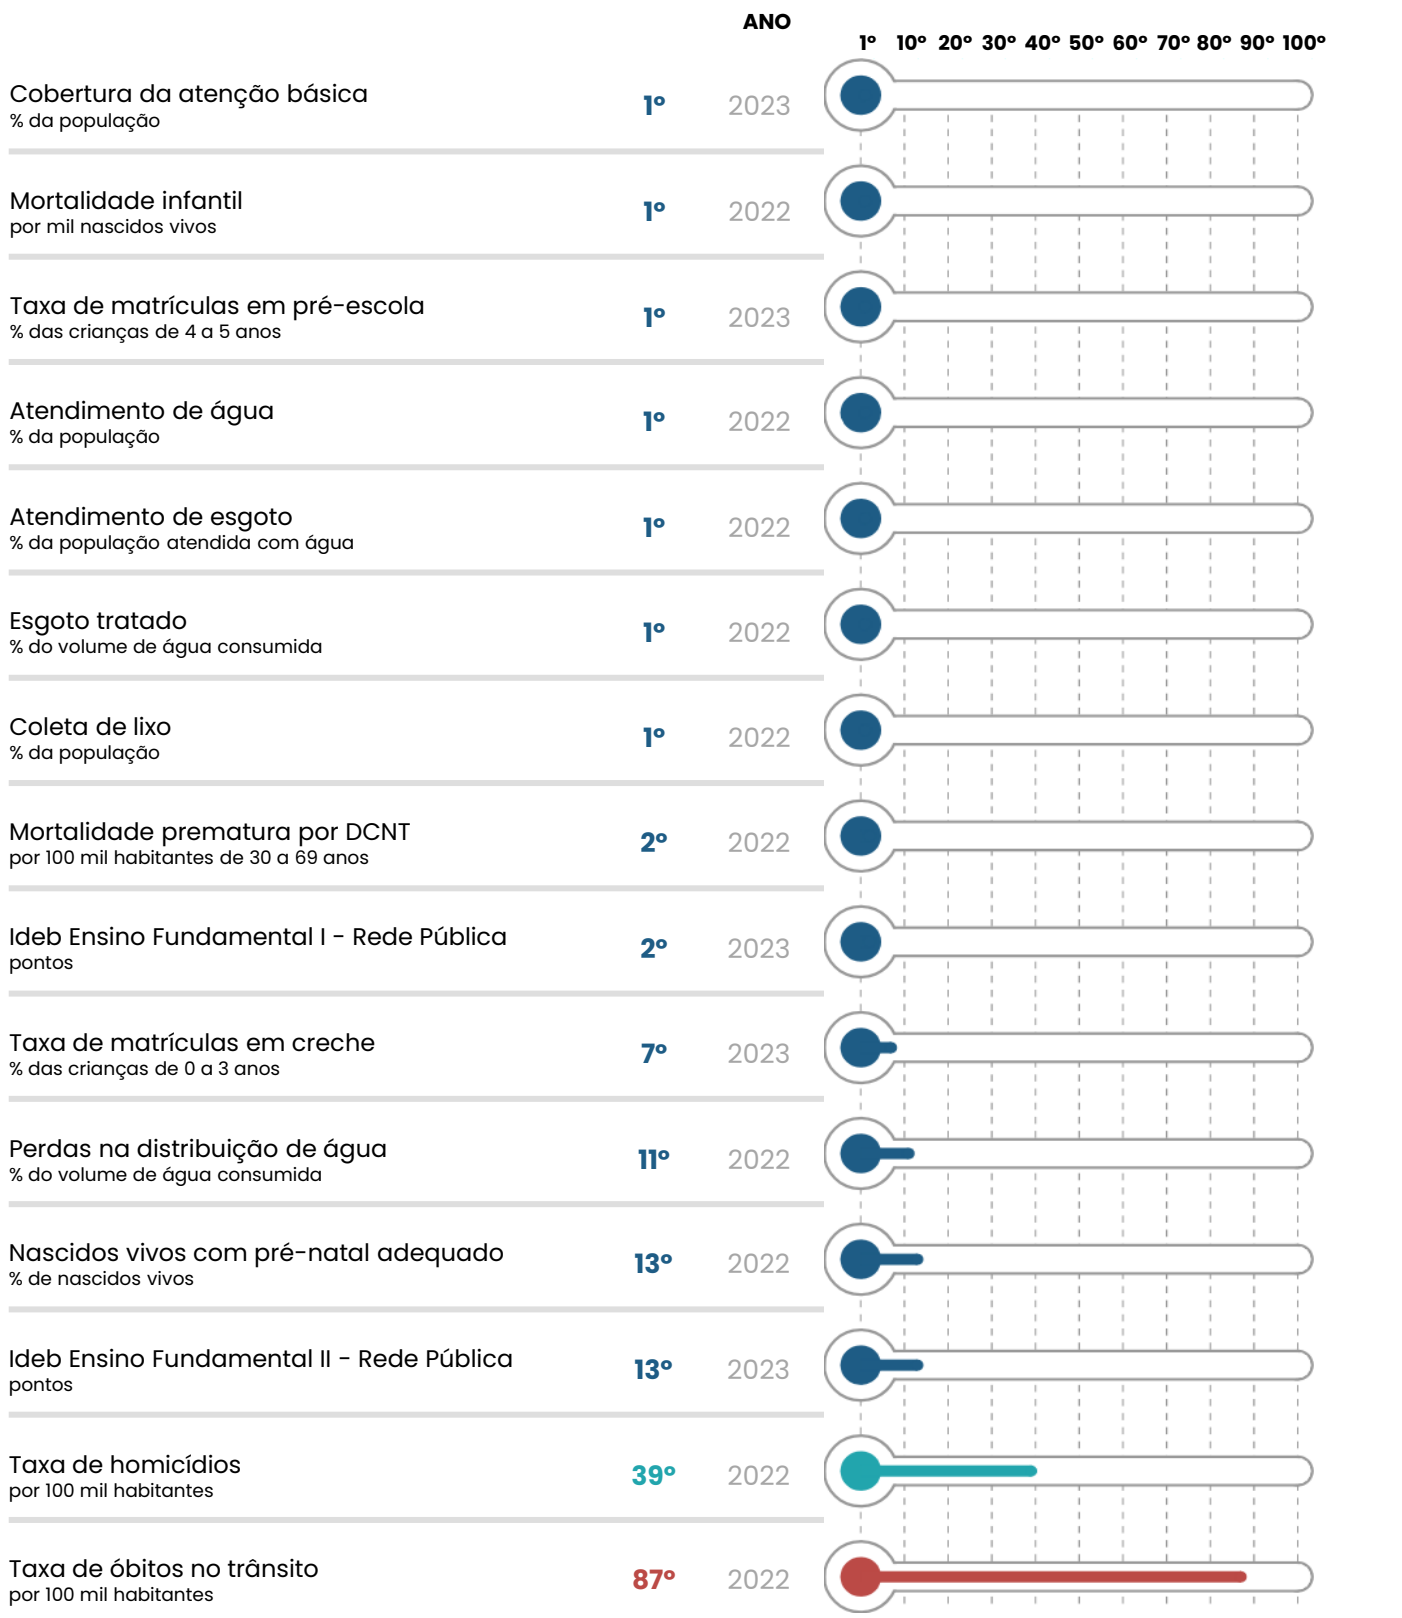 ANO
1º 10º 20º 30º 40º 50º 60º 70º 80º 90º 100º
Cobertura da atenção básica
% da população
1º 2023
Mortalidade infantil
por mil nascidos vivos
1º 2022
Taxa de matrículas em pré-escola
% das crianças de 4 a 5 anos
1º 2023
Atendimento de água
% da população
1º 2022
Atendimento de esgoto
% da população atendida com água
1º 2022
Esgoto tratado
% do volume de água consumida
1º 2022
Coleta de lixo
% da população
1º 2022
Mortalidade prematura por DCNT
por 100 mil habitantes de 30 a 69 anos
2º 2022
Ideb Ensino Fundamental I - Rede Pública
pontos
2º 2023
Taxa de matrículas em creche
% das crianças de 0 a 3 anos
7º 2023
Perdas na distribuição de água
% do volume de água consumida
11º 2022
Nascidos vivos com pré-natal adequado
% de nascidos vivos
13º 2022
Ideb Ensino Fundamental II - Rede Pública
pontos
13º 2023
Taxa de homicídios
por 100 mil habitantes
39º 2022
Taxa de óbitos no trânsito
por 100 mil habitantes
87º 2022